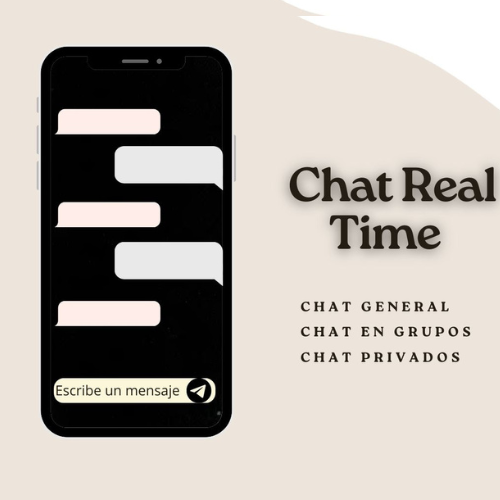 Chat Real
Time
CHAT GENERAL
CHAT EN GRUPOS
CHAT PRIVADOS
Escribe un mensaje